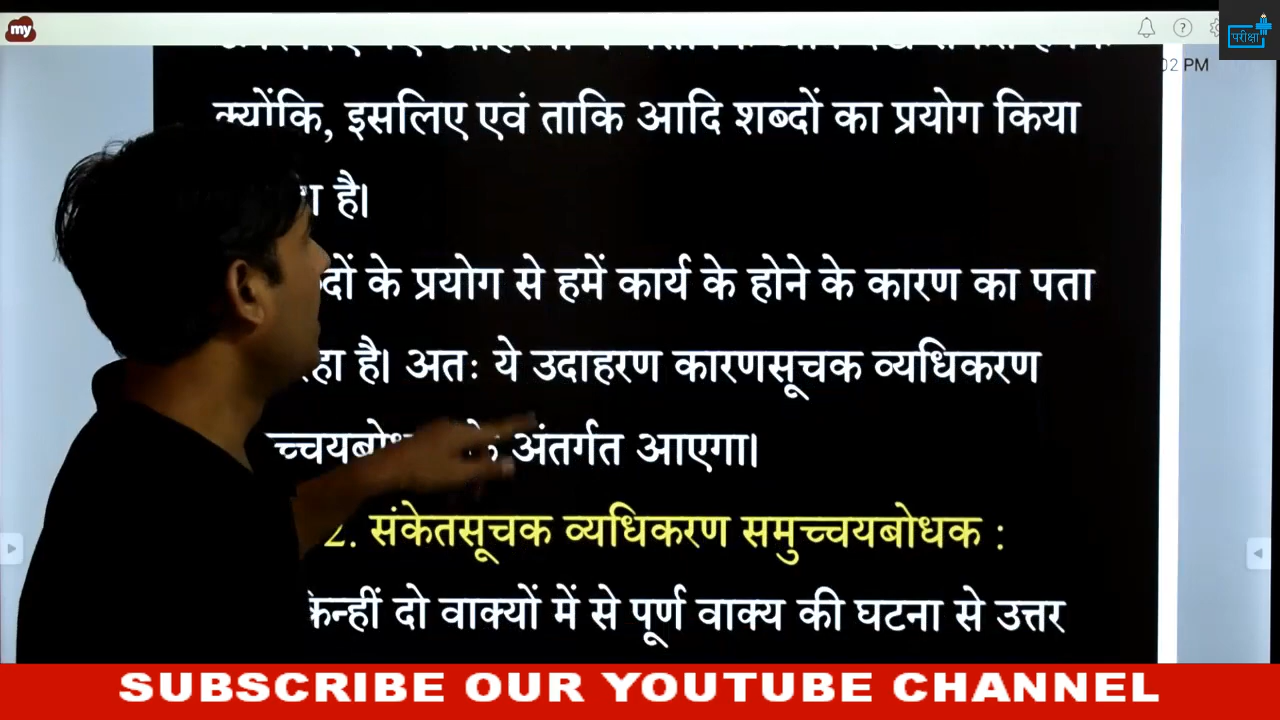 my
परीक्षा
02 PM
क्योंकि, इसलिए एवं ताकि आदि शब्दों का प्रयोग किया
है।
के प्रयोग से हमें कार्य के होने के कारण का पता
है। अतः ये उदाहरण कारणसूचक व्यधिकरण
के अंतर्गत आएगा।
2. संकेतसूचक व्यधिकरण समुच्चयबोधक :
दो वाक्यों में से पूर्ण वाक्य की घटना से उत्तर
SUBSCRIBE OUR YOUTUBE CHANNEL